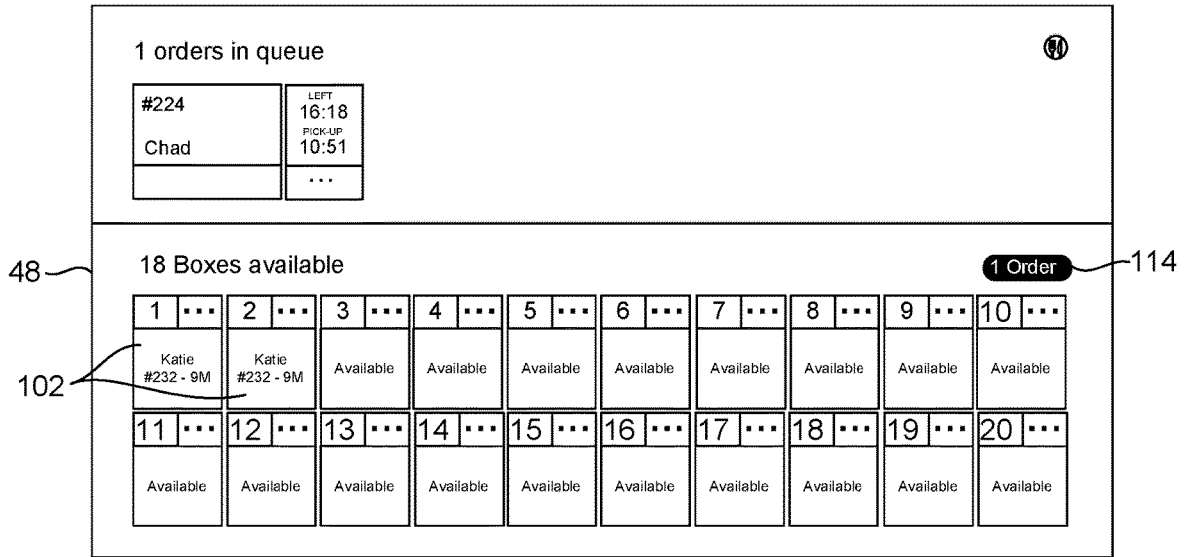 1 orders in queue
#224
Chad
LEFT
16:18
PICK-UP
10:51
...
48
18 Boxes available
1 Order
114
1 ... 2 ... 3 ... 4 ... 5 ... 6 ... 7 ... 8 ... 9 ... 10 ...
102
Katie
#232 - 9M
Katie
#232 - 9M
Available Available Available Available Available Available Available Available
11 ... 12 ... 13 ... 14 ... 15 ... 16 ... 17 ... 18 ... 19 ... 20 ...
Available Available Available Available Available Available Available Available Available Available